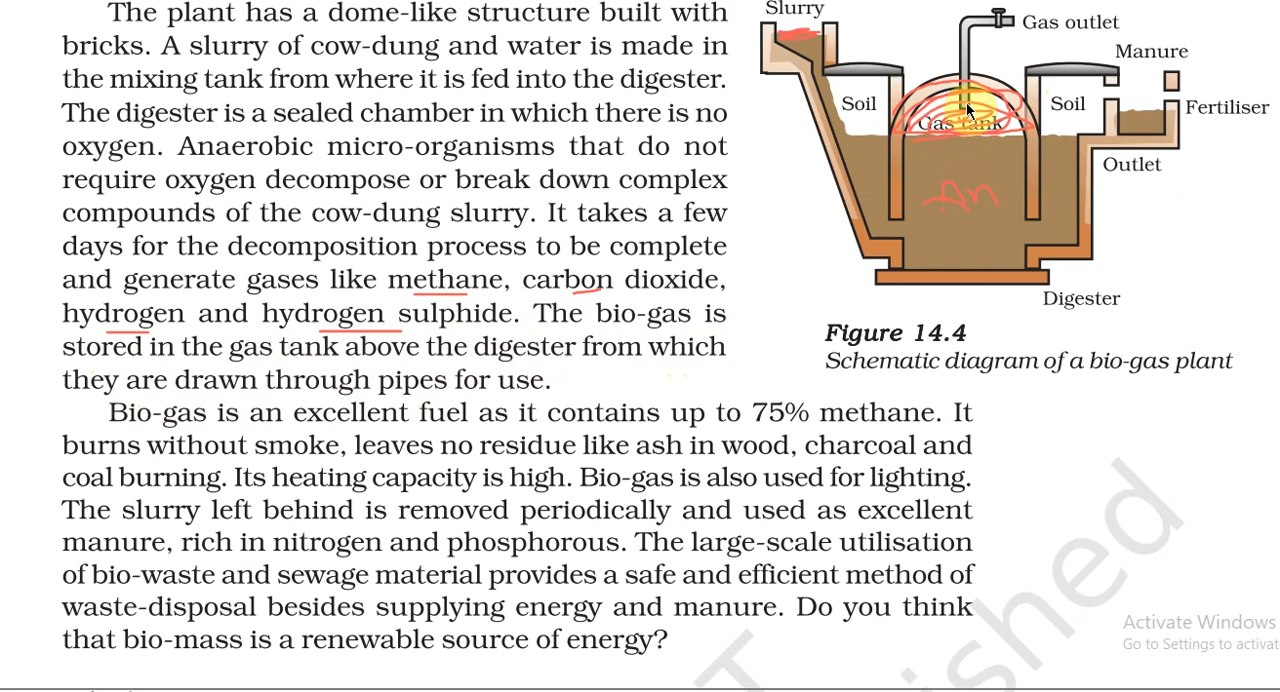 The plant has a dome-like structure built with
bricks. A slurry of cow-dung and water is made in
the mixing tank from where it is fed into the digester.
The digester is a sealed chamber in which there is no
oxygen. Anaerobic micro-organisms that do not
require oxygen decompose or break down complex
compounds of the cow-dung slurry. It takes a few
days for the decomposition process to be complete
and generate gases like methane, carbon dioxide,
hydrogen and hydrogen sulphide. The bio-gas is
stored in the gas tank above the digester from which
they are drawn through pipes for use.
Slurry
Gas outlet
Manure
Soil
Gas tank
Soil
Fertiliser
Outlet
An
Digester
Figure 14.4
Schematic diagram of a bio-gas plant
Bio-gas is an excellent fuel as it contains up to 75% methane. It
burns without smoke, leaves no residue like ash in wood, charcoal and
coal burning. Its heating capacity is high. Bio-gas is also used for lighting.
The slurry left behind is removed periodically and used as excellent
manure, rich in nitrogen and phosphorous. The large-scale utilisation
of bio-waste and sewage material provides a safe and efficient method of
waste-disposal besides supplying energy and manure. Do you think
that bio-mass is a renewable source of energy?
Activate Windows
Go to Settings to